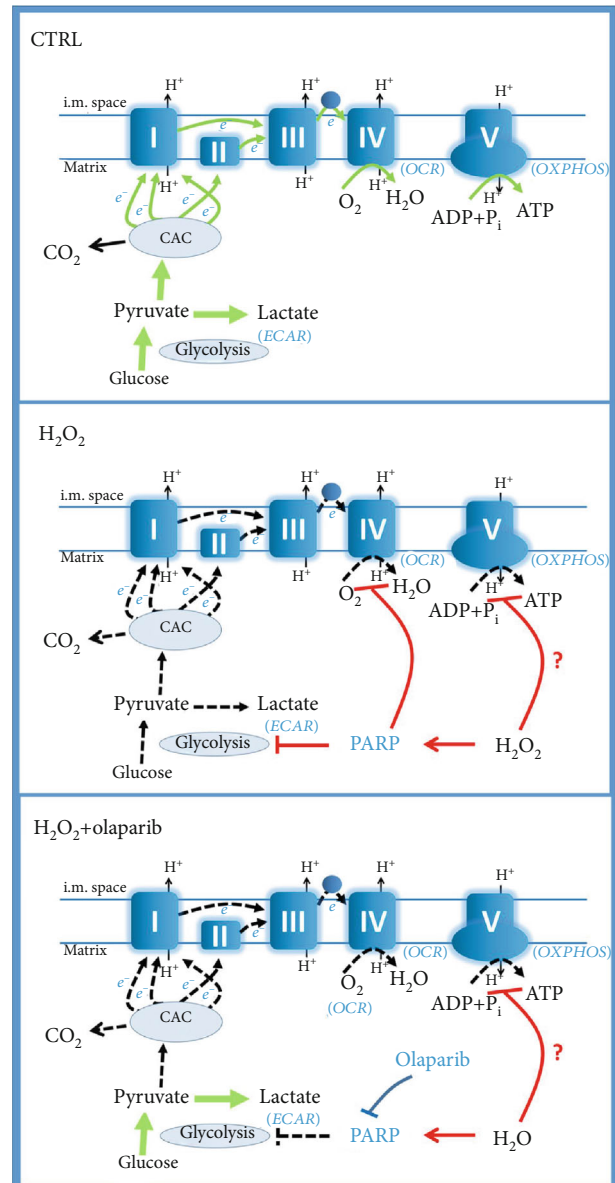 CTRL
H⁺ H⁺ H⁺ H⁺
i.m. space
I e III e IV V
II e⁻
Matrix H⁺ H⁺ H⁺ (OCR) H⁺ (OXPHOS)
e⁻ e⁻ e⁻ e⁻ O₂ H₂O ADP+Pᵢ ATP
CAC
CO₂
Pyruvate Lactate
(ECAR)
Glycolysis
Glucose
H₂O₂
H⁺ H⁺ H⁺ H⁺
i.m. space
I e III e IV V
II e⁻
Matrix H⁺ H⁺ H⁺ (OCR) H⁺ (OXPHOS)
e⁻ e⁻ e⁻ e⁻ O₂ H₂O ADP+Pᵢ ATP
CAC
CO₂
?
Pyruvate Lactate
(ECAR)
Glycolysis PARP H₂O₂
Glucose
H₂O₂+olaparib
H⁺ H⁺ H⁺ H⁺
i.m. space
I e III e IV V
II e⁻
Matrix H⁺ H⁺ H⁺ (OCR) H⁺ (OXPHOS)
e⁻ e⁻ e⁻ e⁻ O₂ H₂O ADP+Pᵢ ATP
(OCR)
CAC
CO₂
?
Olaparib
Pyruvate Lactate
(ECAR)
Glycolysis PARP H₂O
Glucose